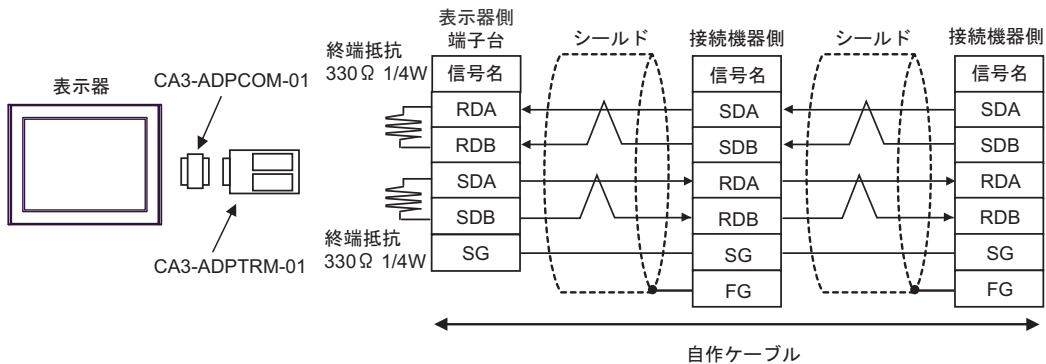 表示器
CA3-ADPCOM-01
CA3-ADPTRM-01
終端抵抗
330Ω 1/4W
終端抵抗
330Ω 1/4W
表示器側
端子台
信号名
RDA
RDB
SDA
SDB
SG
シールド
接続機器側
信号名
SDA
SDB
RDA
RDB
SG
FG
シールド
接続機器側
信号名
SDA
SDB
RDA
RDB
SG
FG
自作ケーブル